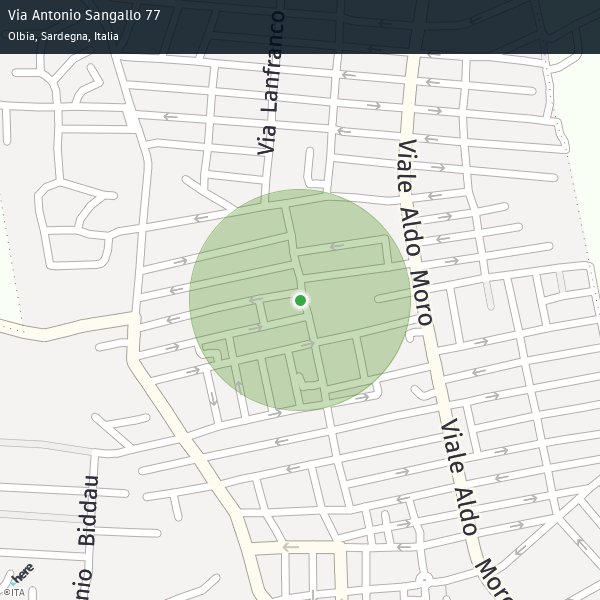 Via Antonio Sangallo 77
Olbia, Sardegna, Italia
Via Lanfranco
Viale Aldo Moro
Viale Aldo Moro
nio Biddau
here
©ITA